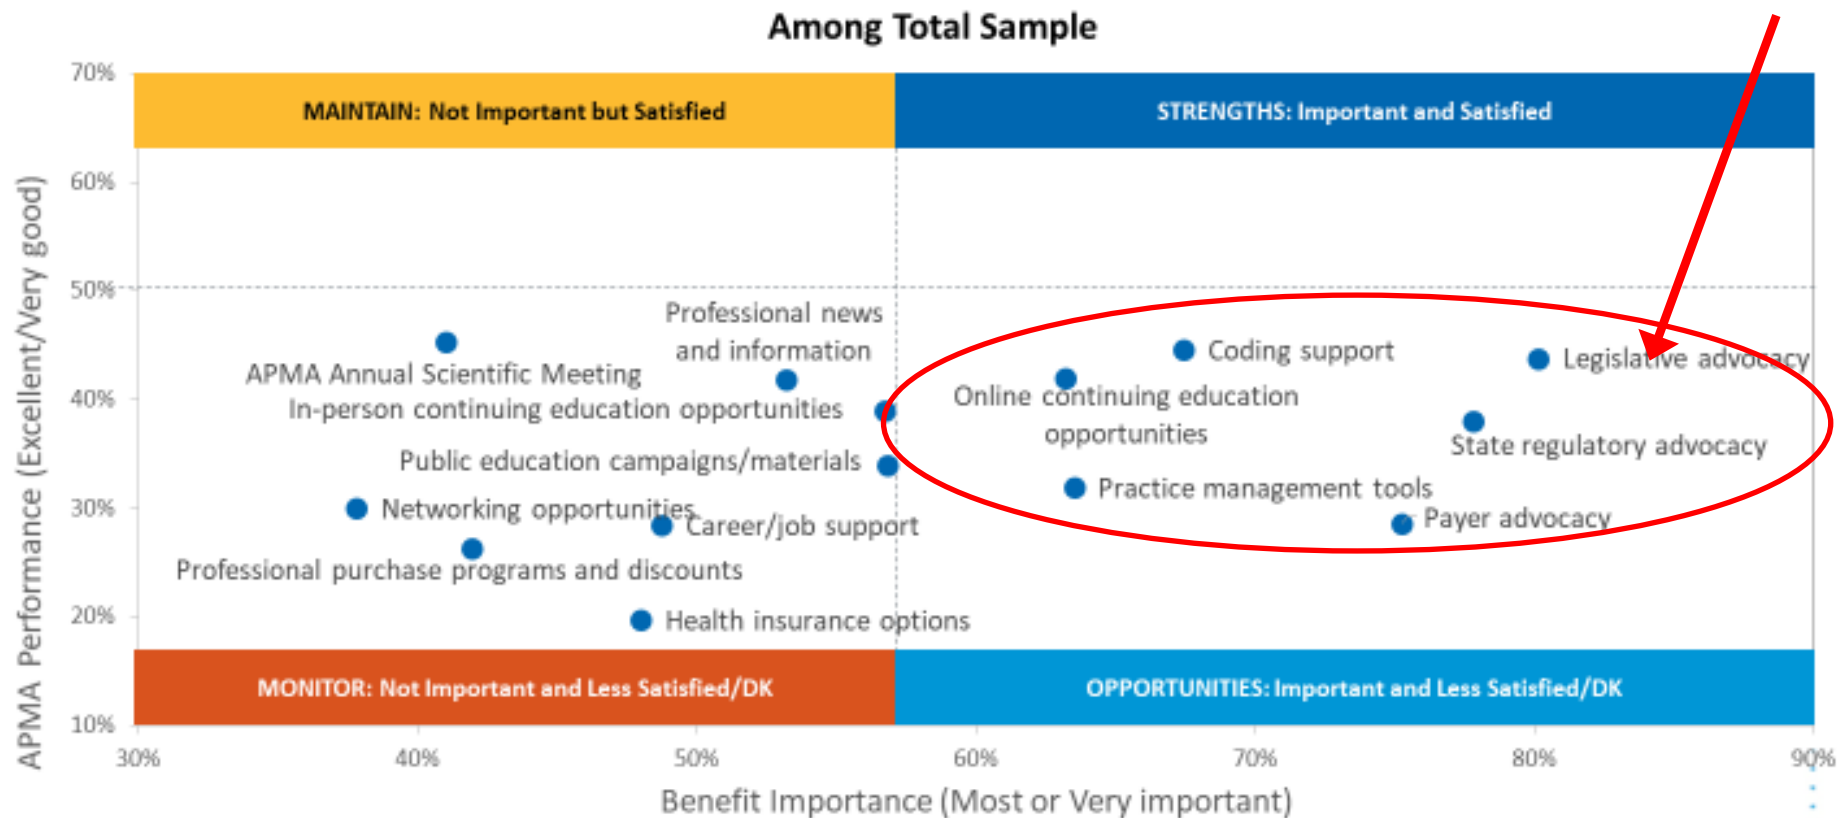 Among Total Sample
70%
MAINTAIN: Not Important but Satisfied
STRENGTHS: Important and Satisfied
60%
50%
40%
30%
20%
10%
APMA Performance (Excellent/Very good)
Professional news
and information
APMA Annual Scientific Meeting
In-person continuing education opportunities
Public education campaigns/materials
Networking opportunities
Career/job support
Professional purchase programs and discounts
Health insurance options
Coding support
Legislative advocacy
Online continuing education
opportunities
State regulatory advocacy
Practice management tools
Payer advocacy
MONITOR: Not Important and Less Satisfied/DK
OPPORTUNITIES: Important and Less Satisfied/DK
30%
40%
50%
60%
70%
80%
90%
Benefit Importance (Most or Very important)